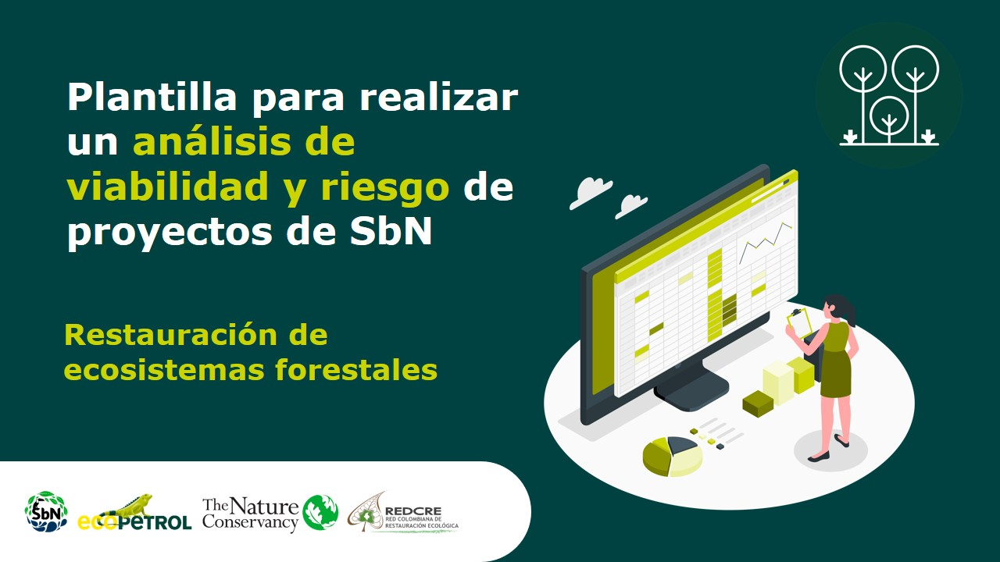 Plantilla para realizar
un análisis de
viabilidad y riesgo de
proyectos de SbN
Restauración de
ecosistemas forestales
SbN
ecopetrol
The Nature
Conservancy
REDCRE
RED COLOMBIANA DE
RESTAURACIÓN ECOLÓGICA